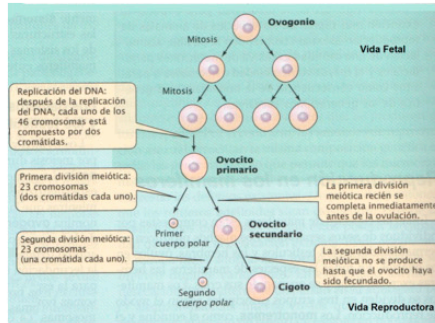 Ovogonio
Mitosis
Vida Fetal
Mitosis
Replicación del DNA:
después de la replicación
del DNA, cada uno de los
46 cromosomas está
compuesto por dos
cromátidas.
Ovocito
primario
Primera división meiótica:
23 cromosomas
(dos cromátidas cada uno).
La primera división
meiótica recién se
completa inmediatamente
antes de la ovulación.
Primer
cuerpo polar
Ovocito
secundario
Segunda división meiótica:
23 cromosomas
(una cromátida cada uno).
La segunda división
meiótica no se produce
hasta que el ovocito haya
sido fecundado.
Segundo
cuerpo polar
Cigoto
Vida Reproductora